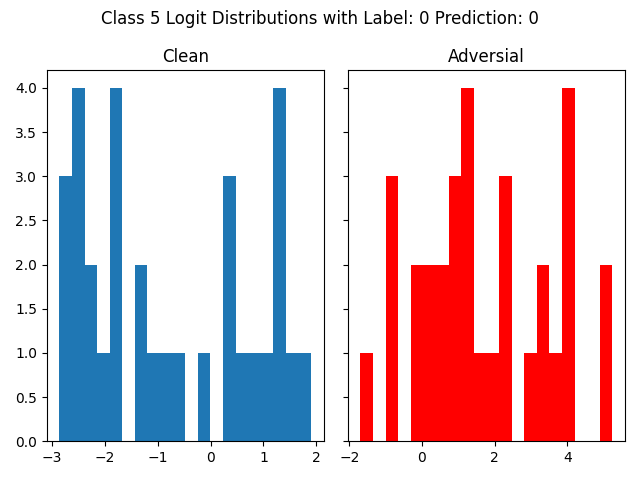 Class 5 Logit Distributions with Label: 0 Prediction: 0
Clean
Adversial
4.0
3.5
3.0
2.5
2.0
1.5
1.0
0.5
0.0
−3 −2 −1 0 1 2
−2 0 2 4